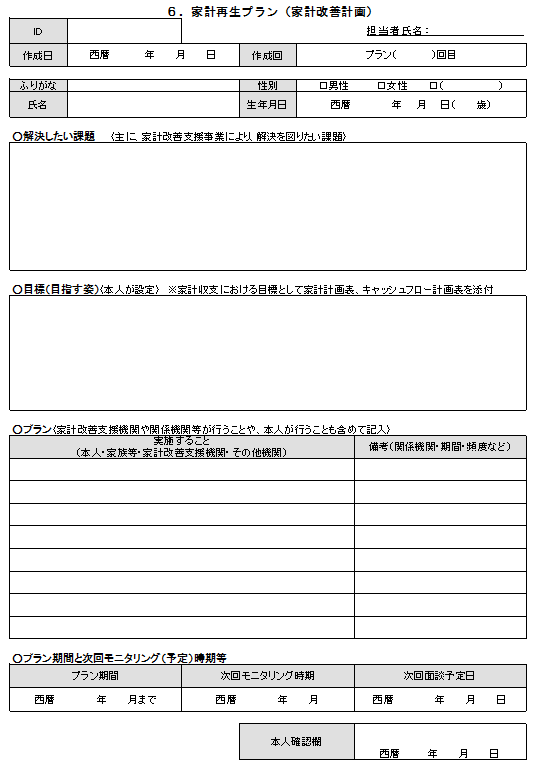 ６．家計再生プラン（家計改善計画）
ID
担当者氏名：
作成日 西暦 年 月 日 作成回 プラン( )回目
ふりがな 性別 □男性 □女性 □( )
氏名 生年月日 西暦 年 月 日( 歳)
○解決したい課題 〈主に、家計改善支援事業により、解決を図りたい課題〉
○目標(目指す姿)〈本人が設定〉 ※家計収支における目標として家計計画表、キャッシュフロー計画表を添付
○プラン〈家計改善支援機関や関係機関等が行うことや、本人が行うことも含めて記入〉
実施すること
（本人・家族等・家計改善支援機関・その他機関） 備考(関係機関・期間・頻度など)
○プラン期間と次回モニタリング(予定)時期等
プラン期間 次回モニタリング時期 次回面談予定日
西暦 年 月まで 西暦 年 月 西暦 年 月 日
本人確認欄
西暦 年 月 日